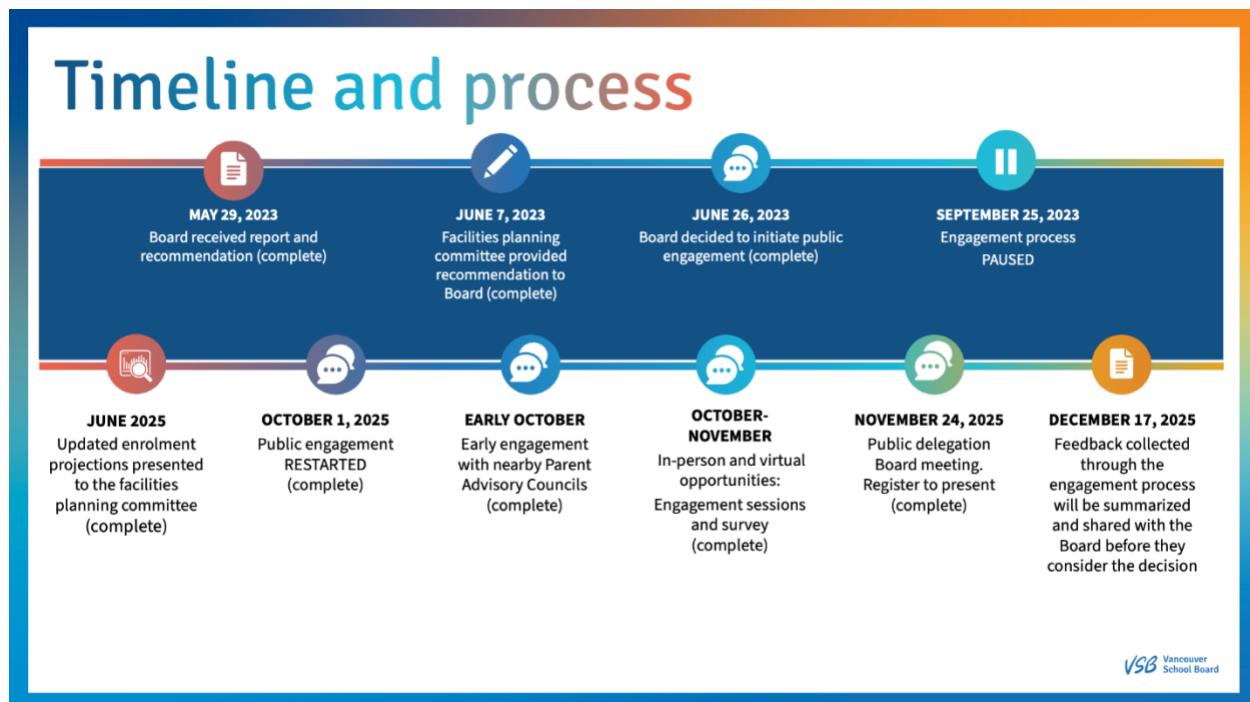 Timeline and process
MAY 29, 2023
Board received report and
recommendation (complete)
JUNE 7, 2023
Facilities planning
committee provided
recommendation to
Board (complete)
JUNE 26, 2023
Board decided to initiate public
engagement (complete)
SEPTEMBER 25, 2023
Engagement process
PAUSED
JUNE 2025
Updated enrolment
projections presented
to the facilities
planning committee
(complete)
OCTOBER 1, 2025
Public engagement
RESTARTED
(complete)
EARLY OCTOBER
Early engagement
with nearby Parent
Advisory Councils
(complete)
OCTOBER-
NOVEMBER
In-person and virtual
opportunities:
Engagement sessions
and survey
(complete)
NOVEMBER 24, 2025
Public delegation
Board meeting.
Register to present
(complete)
DECEMBER 17, 2025
Feedback collected
through the
engagement process
will be summarized
and shared with the
Board before they
consider the decision
VSB Vancouver
School Board